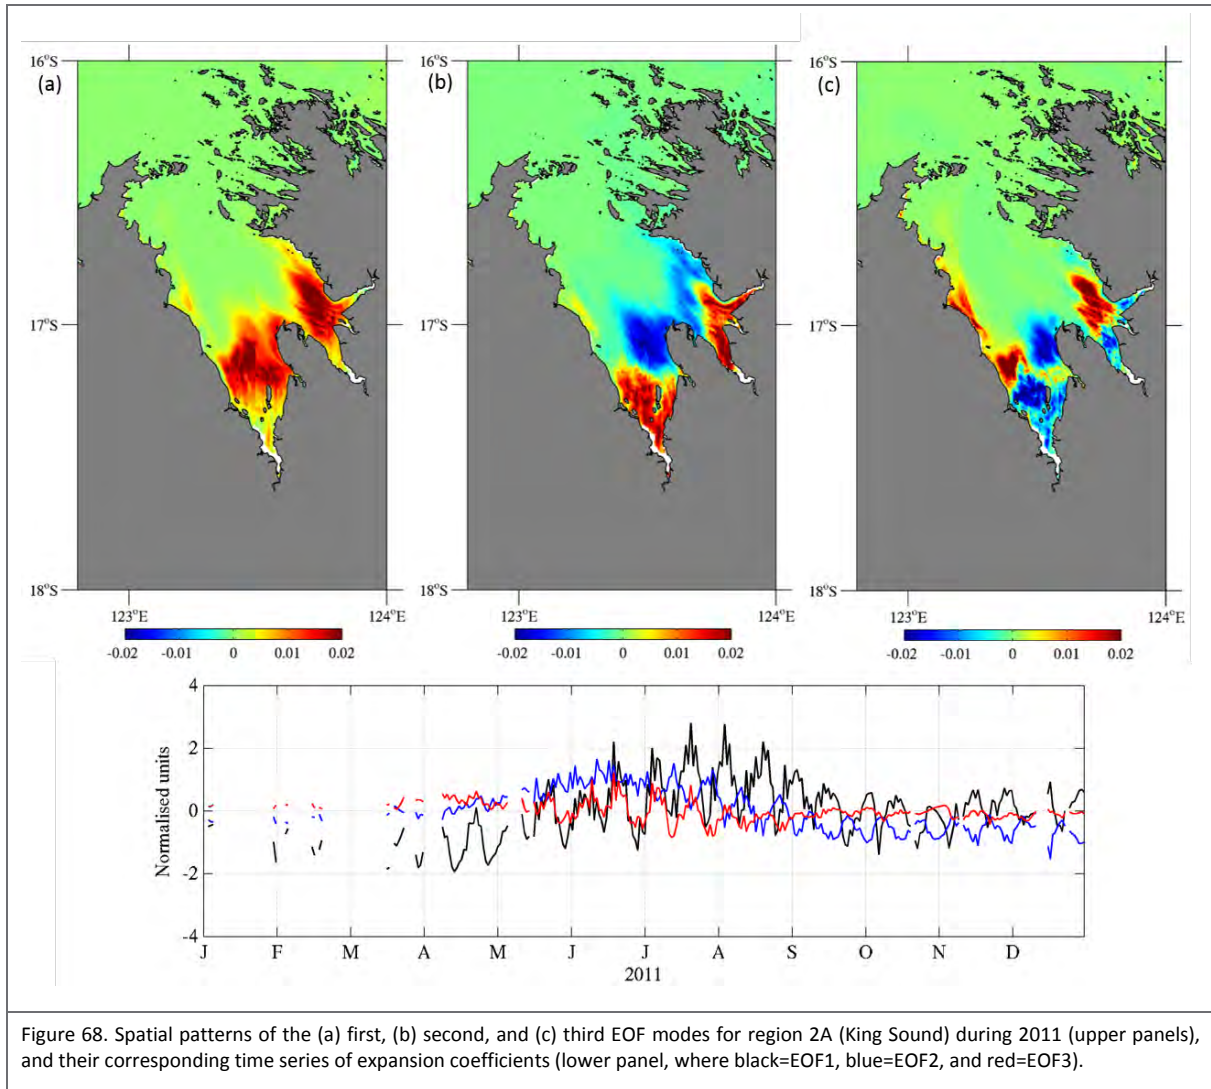 16°S 16°S
(a) (b) (c)
17°S 17°S
18°S 18°S
123°E 124°E 123°E 124°E 123°E 124°E
-0.02 -0.01 0 0.01 0.02 -0.02 -0.01 0 0.01 0.02 -0.02 -0.01 0 0.01 0.02
4
2
0
-2
-4
Normalised units
J F M A M J J A S O N D
2011
Figure 68. Spatial patterns of the (a) first, (b) second, and (c) third EOF modes for region 2A (King Sound) during 2011 (upper panels),
and their corresponding time series of expansion coefficients (lower panel, where black=EOF1, blue=EOF2, and red=EOF3).